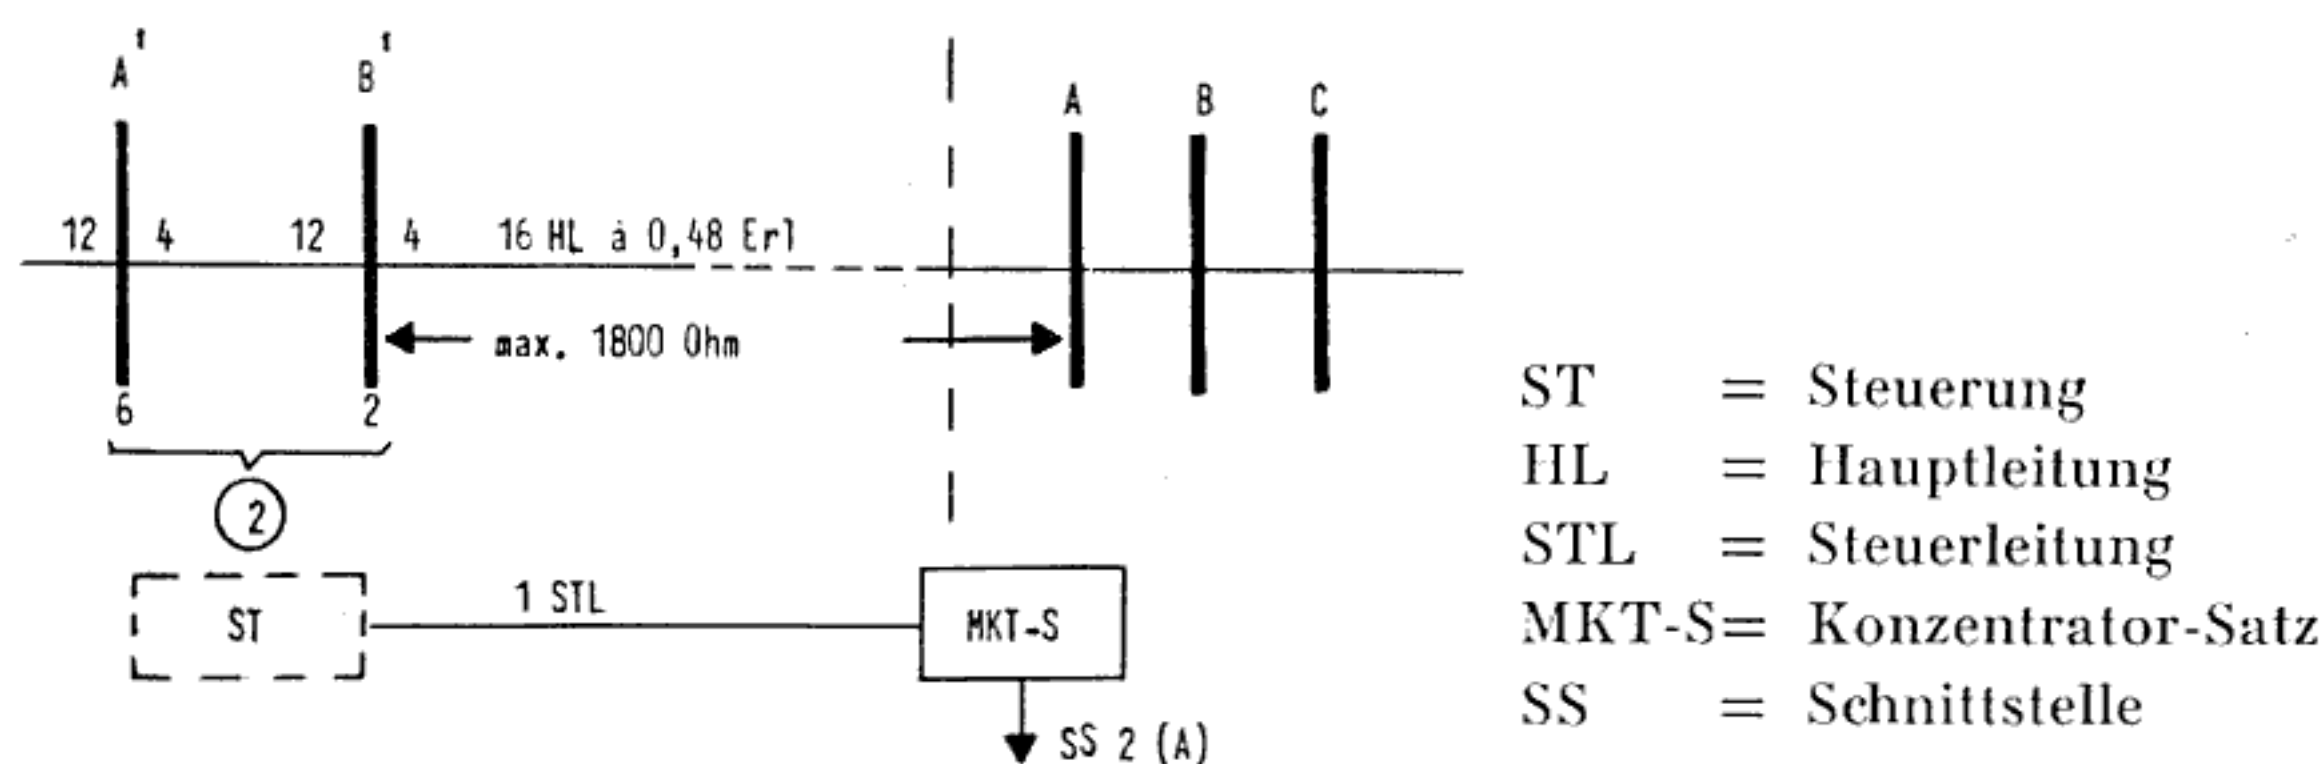 A' B'
A B C
12 4 12 4 16 HL à 0,48 Erl
max. 1800 Ohm
6 2
2
ST 1 STL MKT-S
SS 2 (A)
ST = Steuerung
HL = Hauptleitung
STL = Steuerleitung
MKT-S= Konzentrator-Satz
SS = Schnittstelle